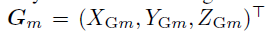 G_m = (X_{Gm}, Y_{Gm}, Z_{Gm})^⊤